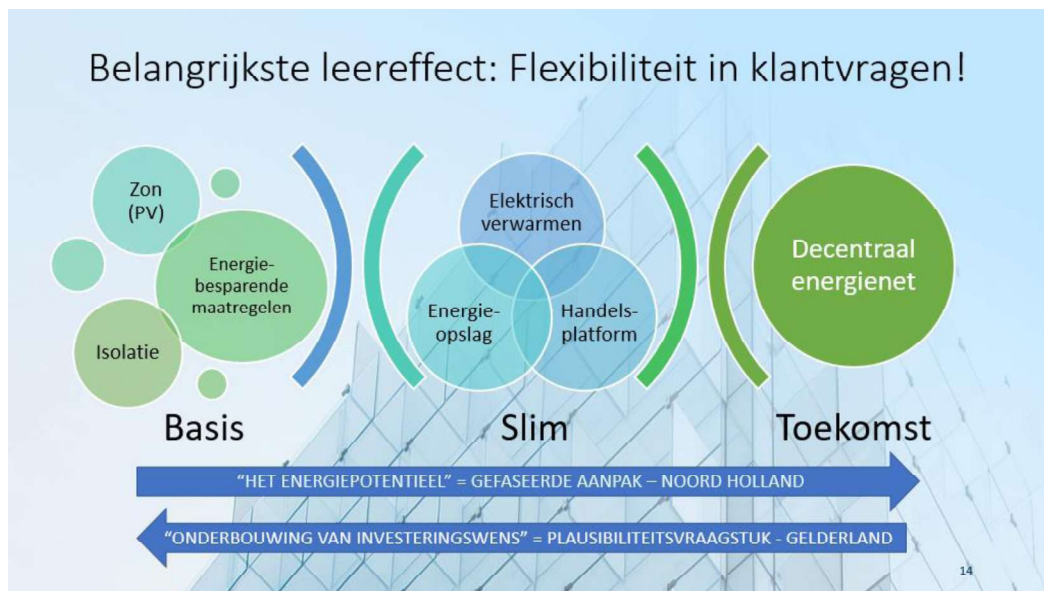 Belangrijkste leereffect: Flexibiliteit in klantvragen!
Zon
(PV)
Energie-
besparende
maatregelen
Isolatie
Elektrisch
verwarmen
Energie-
opslag
Handels-
platform
Decentraal
energienet
Basis
Slim
Toekomst
“HET ENERGIEPOTENTIEEL” = GEFASEERDE AANPAK – NOORD HOLLAND
“ONDERBOUWING VAN INVESTERINGSWENS” = PLAUSIBILITEITSVRAAGSTUK - GELDERLAND
14